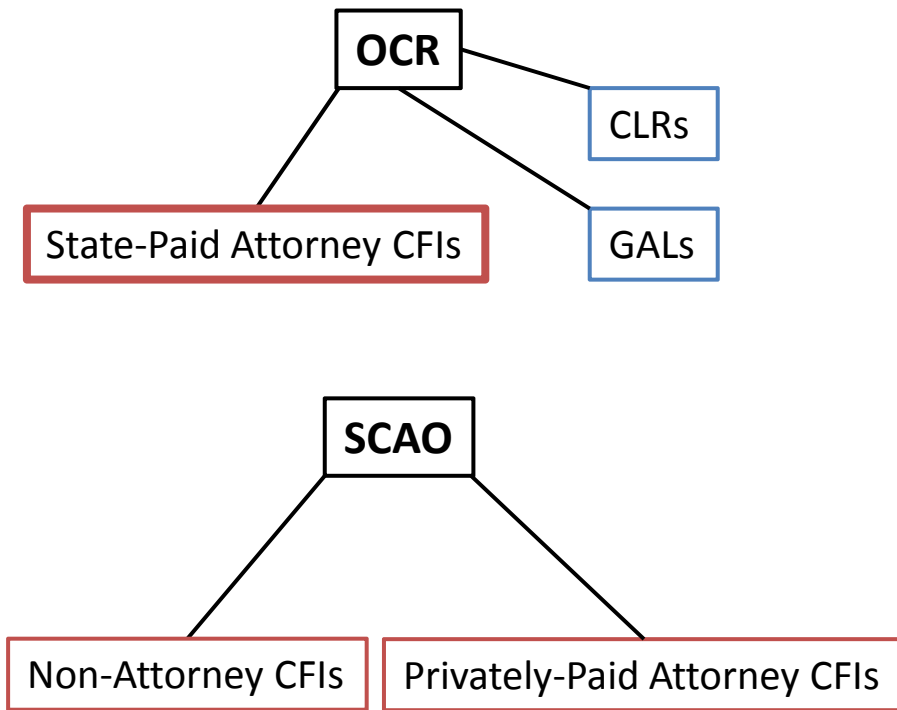 OCR
CLRs
State-Paid Attorney CFIs
GALs
SCAO
Non-Attorney CFIs
Privately-Paid Attorney CFIs